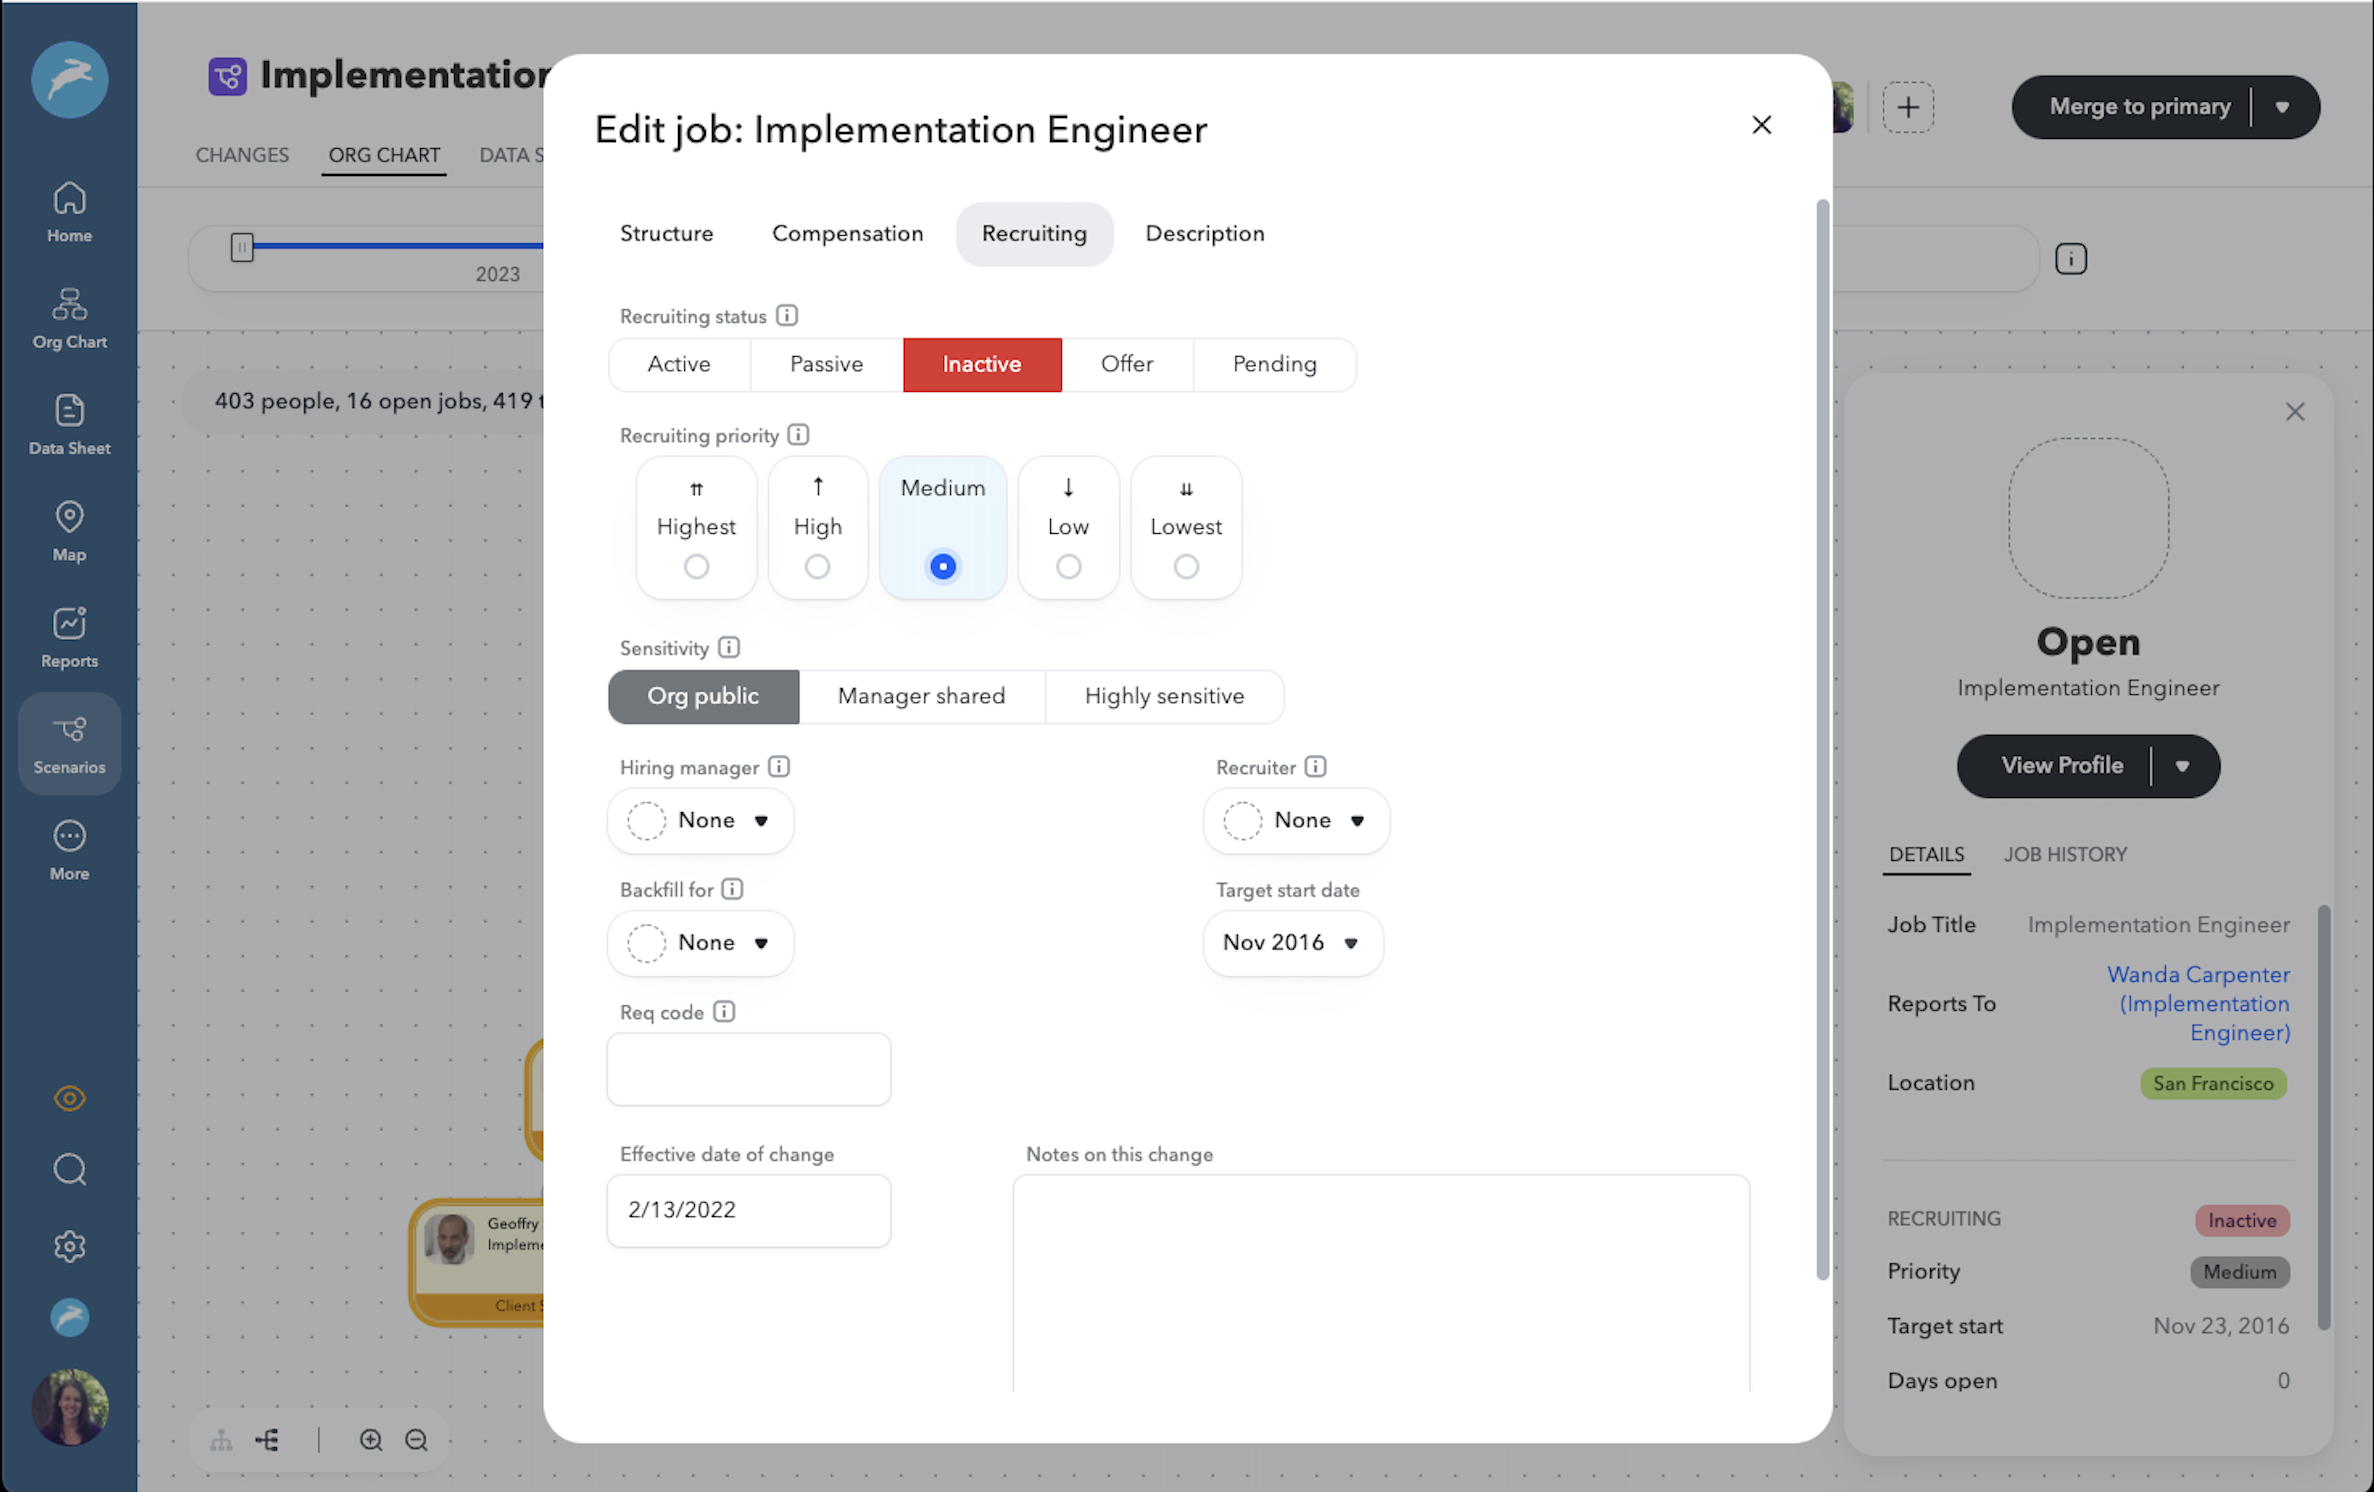 Implementation
Merge to primary
CHANGES
ORG CHART
DATA S
2023
403 people, 16 open jobs, 419 t
Home
Org Chart
Data Sheet
Map
Reports
Scenarios
More
Geoffry
Impleme
Client S
Edit job: Implementation Engineer
Structure
Compensation
Recruiting
Description
Recruiting status
Active
Passive
Inactive
Offer
Pending
Recruiting priority
Highest
High
Medium
Low
Lowest
Sensitivity
Org public
Manager shared
Highly sensitive
Hiring manager
None
Recruiter
None
Backfill for
None
Target start date
Nov 2016
Req code
Effective date of change
2/13/2022
Notes on this change
Open
Implementation Engineer
View Profile
DETAILS
JOB HISTORY
Job Title
Implementation Engineer
Reports To
Wanda Carpenter
(Implementation
Engineer)
Location
San Francisco
RECRUITING
Inactive
Priority
Medium
Target start
Nov 23, 2016
Days open
0